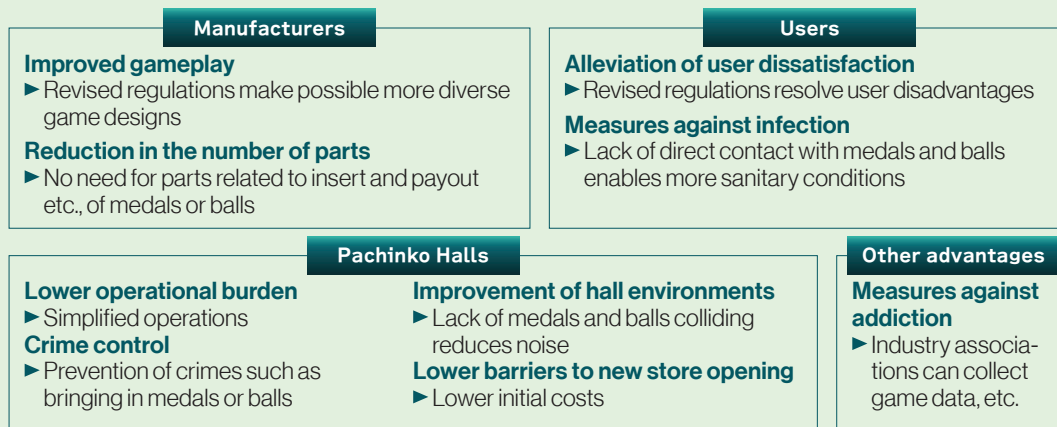 Manufacturers
Improved gameplay
► Revised regulations make possible more diverse
game designs
Reduction in the number of parts
► No need for parts related to insert and payout
etc., of medals or balls
Users
Alleviation of user dissatisfaction
► Revised regulations resolve user disadvantages
Measures against infection
► Lack of direct contact with medals and balls
enables more sanitary conditions
Pachinko Halls
Lower operational burden
► Simplified operations
Crime control
► Prevention of crimes such as
bringing in medals or balls
Improvement of hall environments
► Lack of medals and balls colliding
reduces noise
Lower barriers to new store opening
► Lower initial costs
Other advantages
Measures against
addiction
► Industry associa-
tions can collect
game data, etc.